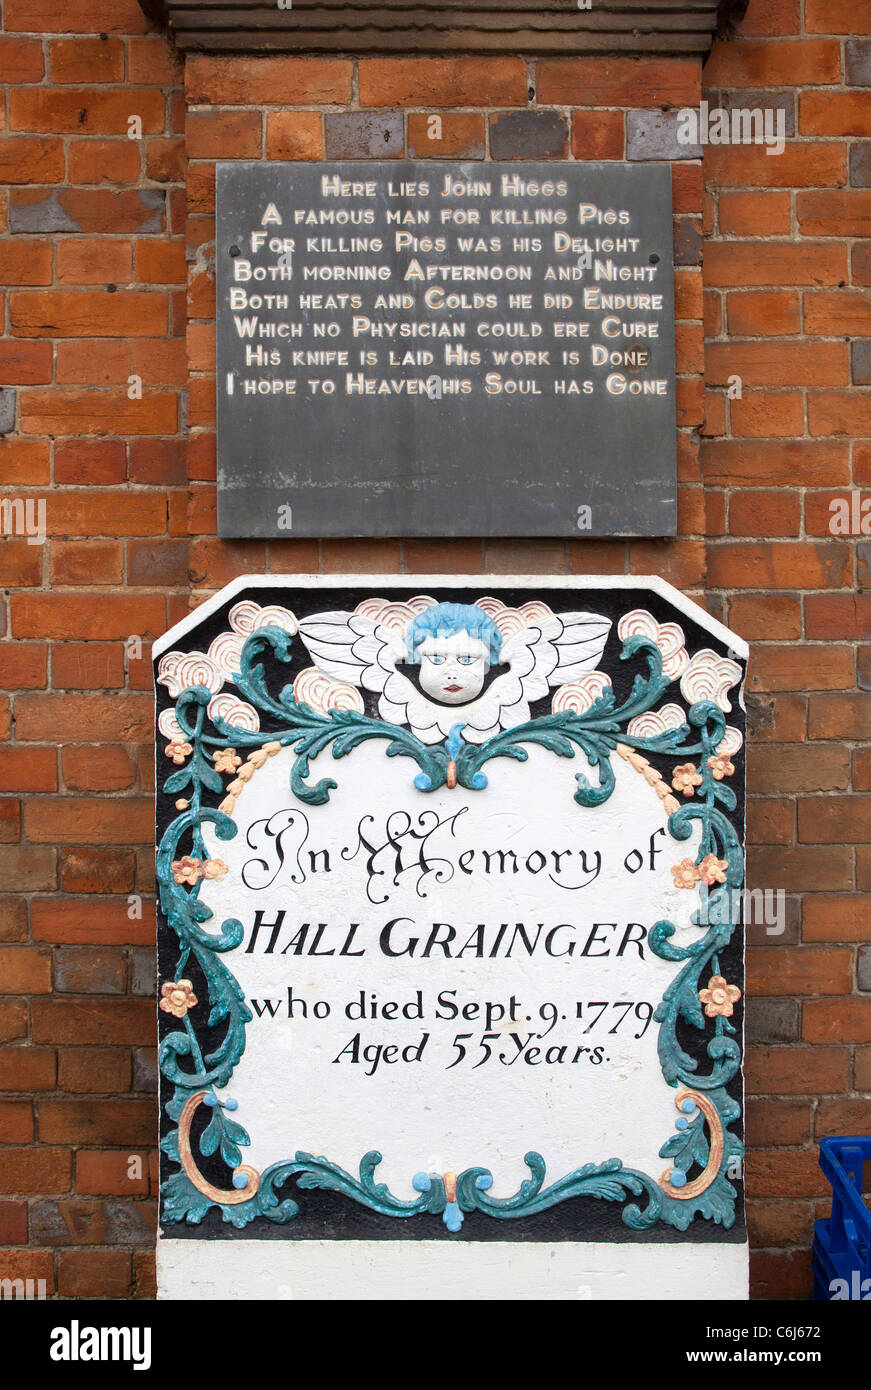 HERE LIES JOHN HIGGS
A FAMOUS MAN FOR KILLING PIGS
FOR KILLING PIGS WAS HIS DELIGHT
BOTH MORNING AFTERNOON AND NIGHT
BOTH HEATS AND COLDS HE DID ENDURE
WHICH NO PHYSICIAN COULD ERE CURE
HIS KNIFE IS LAID HIS WORK IS DONE
I HOPE TO HEAVEN HIS SOUL HAS GONE
In Memory of
HALL GRAINGER
who died Sept. 9. 1779
Aged 55 Years.
a
alamy
Image ID: C6J672
www.alamy.com